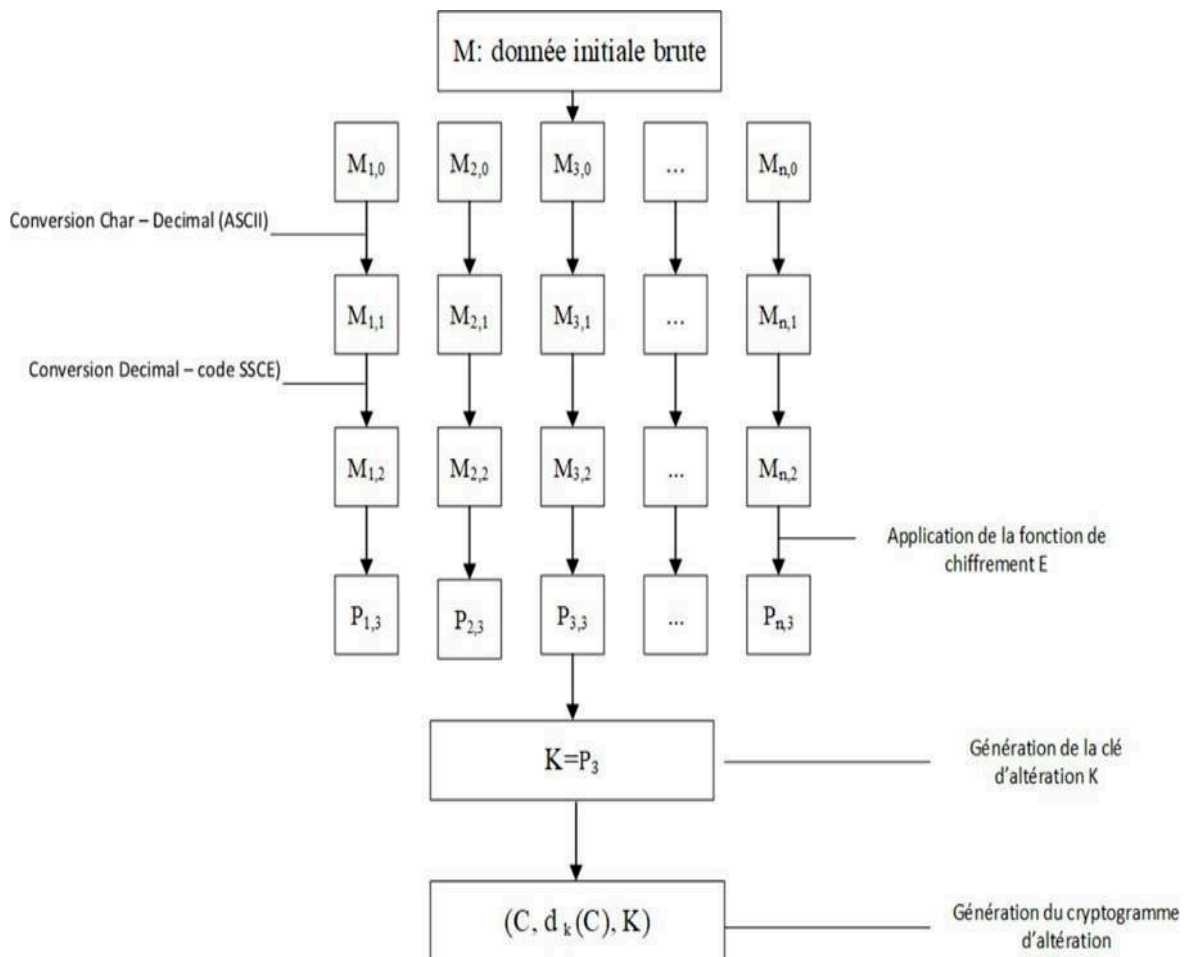 M: donnée initiale brute
M1,0 M2,0 M3,0 ... Mn,0
Conversion Char – Decimal (ASCII)
M1,1 M2,1 M3,1 ... Mn,1
Conversion Decimal – code SSCE)
M1,2 M2,2 M3,2 ... Mn,2
Application de la fonction de
chiffrement E
P1,3 P2,3 P3,3 ... Pn,3
K=P3
Génération de la clé
d'altération K
(C, dk(C), K)
Génération du cryptogramme
d'altération